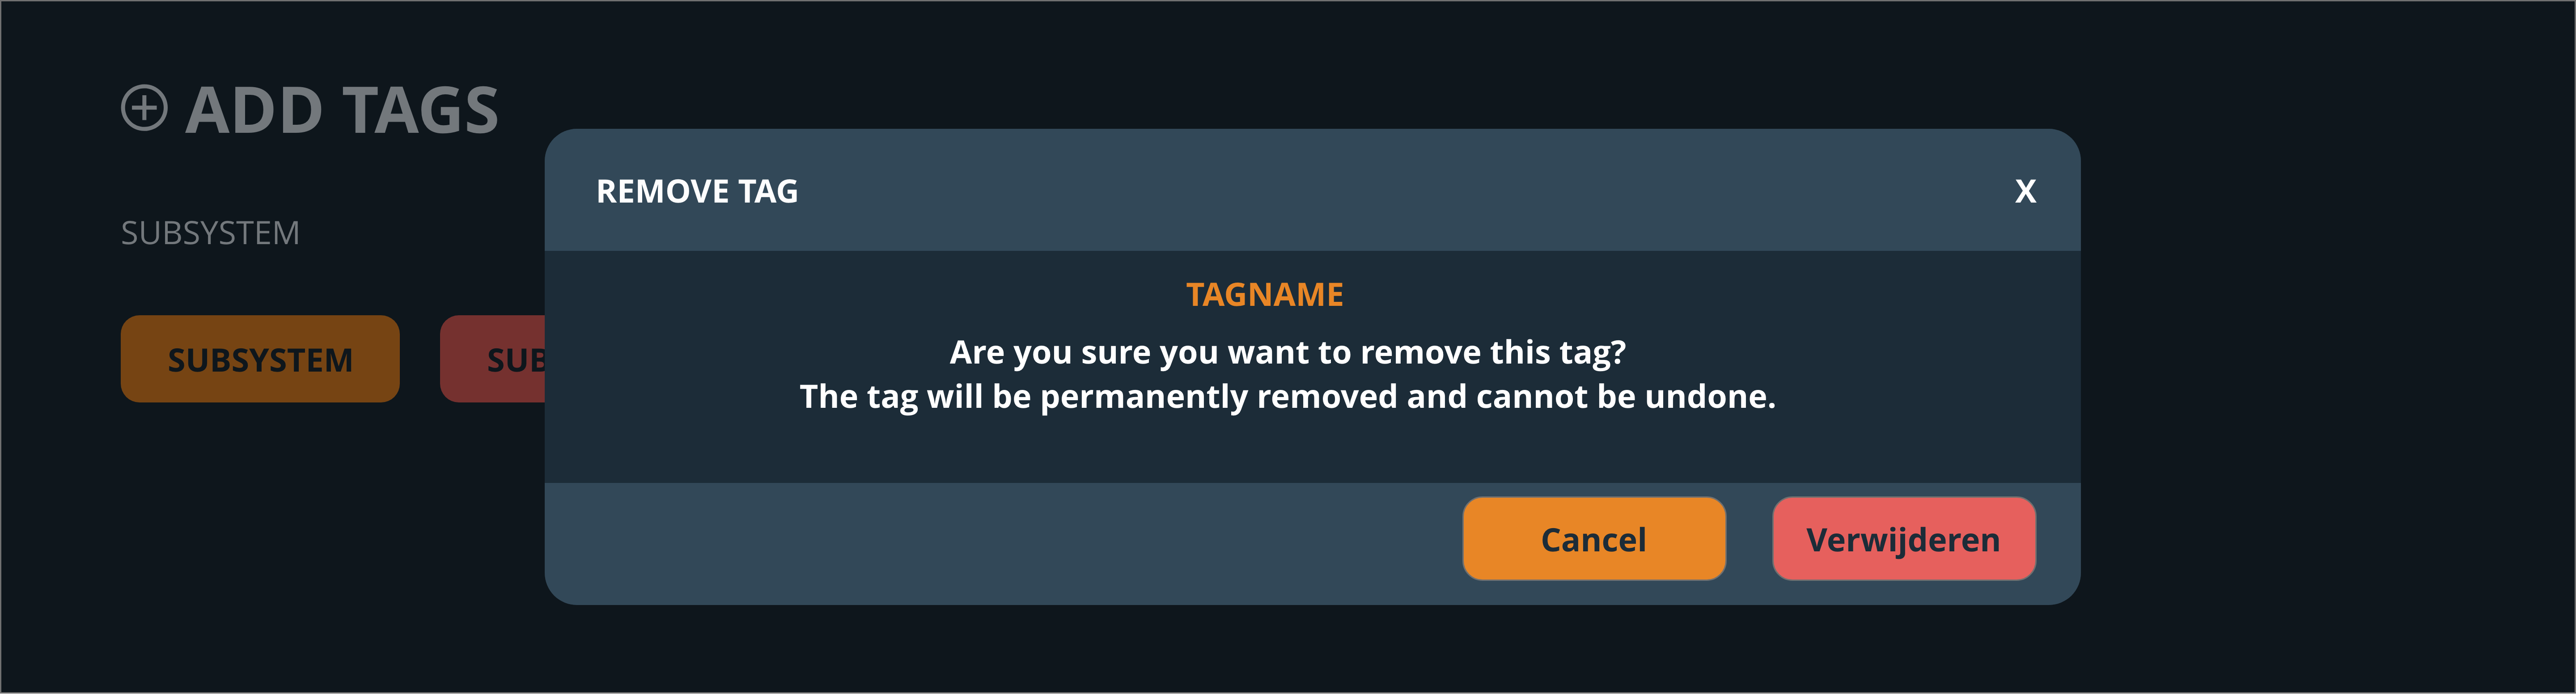 ADD TAGS
SUBSYSTEM
SUBSYSTEM
SUB
REMOVE TAG
X
TAGNAME
Are you sure you want to remove this tag?
The tag will be permanently removed and cannot be undone.
Cancel
Verwijderen